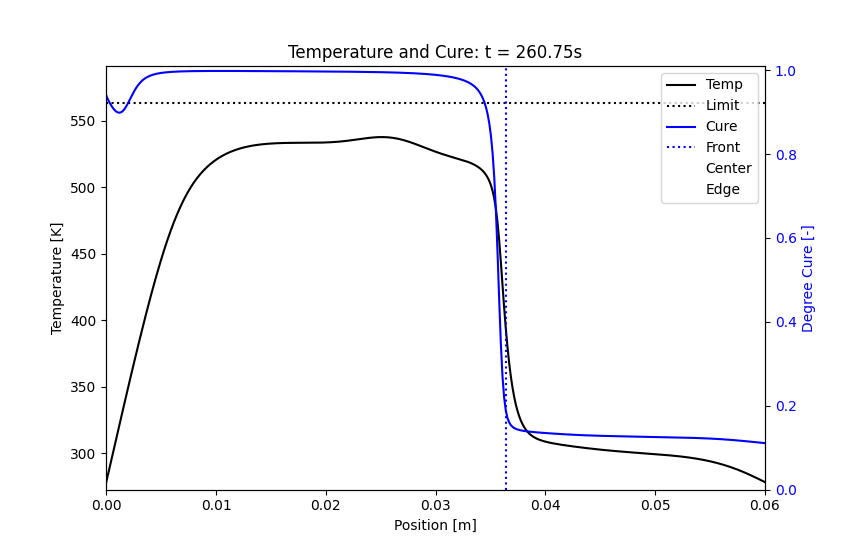 Temperature and Cure: t = 260.75s
Temperature [K]
550
500
450
400
350
300
1.0
0.8
0.6
0.4
0.2
0.0
Degree Cure [-]
Temp
Limit
Cure
Front
Center
Edge
0.00 0.01 0.02 0.03 0.04 0.05 0.06
Position [m]